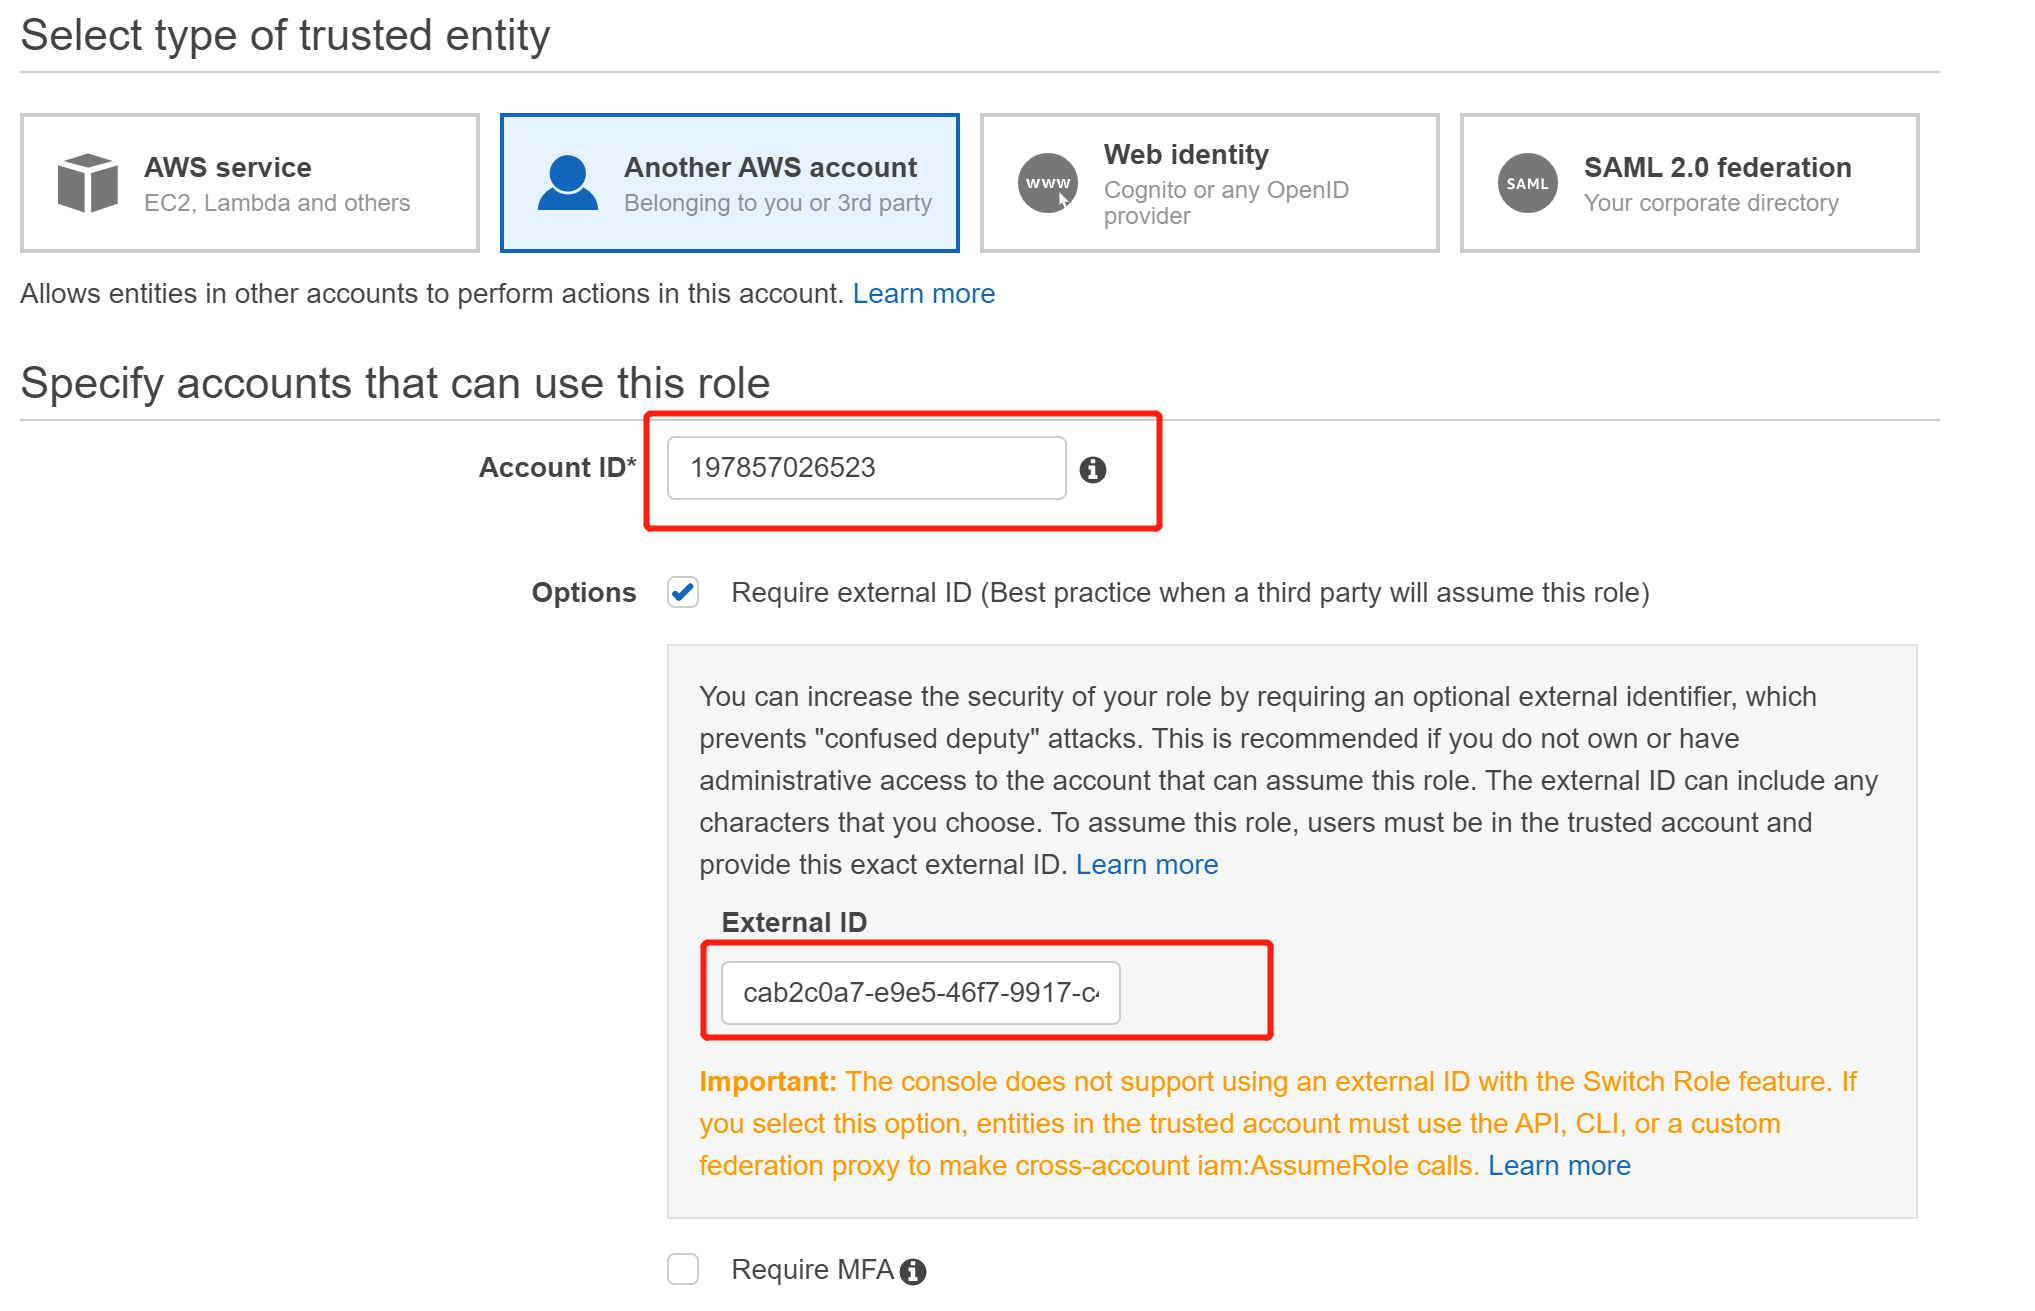 Select type of trusted entity
AWS service
EC2, Lambda and others
Another AWS account
Belonging to you or 3rd party
www
Web identity
Cognito or any OpenID
provider
SAML
SAML 2.0 federation
Your corporate directory
Allows entities in other accounts to perform actions in this account. Learn more
Specify accounts that can use this role
Account ID* 197857026523
Options Require external ID (Best practice when a third party will assume this role)
You can increase the security of your role by requiring an optional external identifier, which
prevents "confused deputy" attacks. This is recommended if you do not own or have
administrative access to the account that can assume this role. The external ID can include any
characters that you choose. To assume this role, users must be in the trusted account and
provide this exact external ID. Learn more
External ID
cab2c0a7-e9e5-46f7-9917-c
Important: The console does not support using an external ID with the Switch Role feature. If
you select this option, entities in the trusted account must use the API, CLI, or a custom
federation proxy to make cross-account iam:AssumeRole calls. Learn more
Require MFA